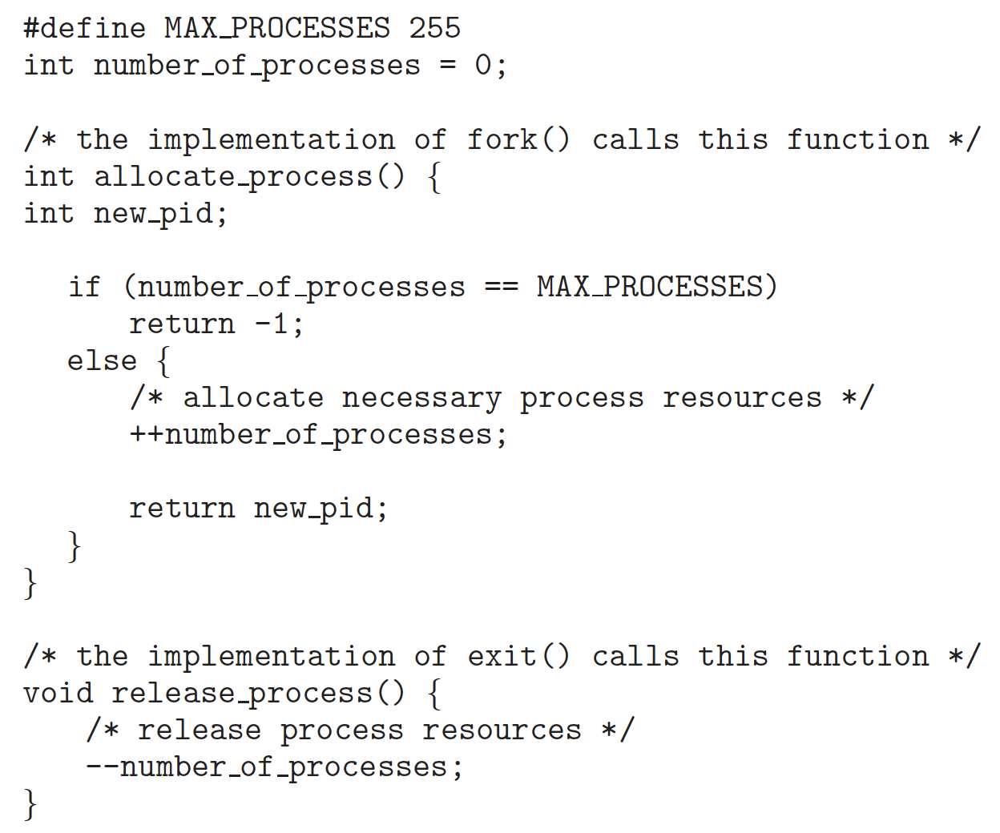 #define MAX_PROCESSES 255
int number_of_processes = 0;
/* the implementation of fork() calls this function */
int allocate_process() {
int new_pid;
if (number_of_processes == MAX_PROCESSES)
return -1;
else {
/* allocate necessary process resources */
++number_of_processes;
return new_pid;
}
}
/* the implementation of exit() calls this function */
void release_process() {
/* release process resources */
--number_of_processes;
}